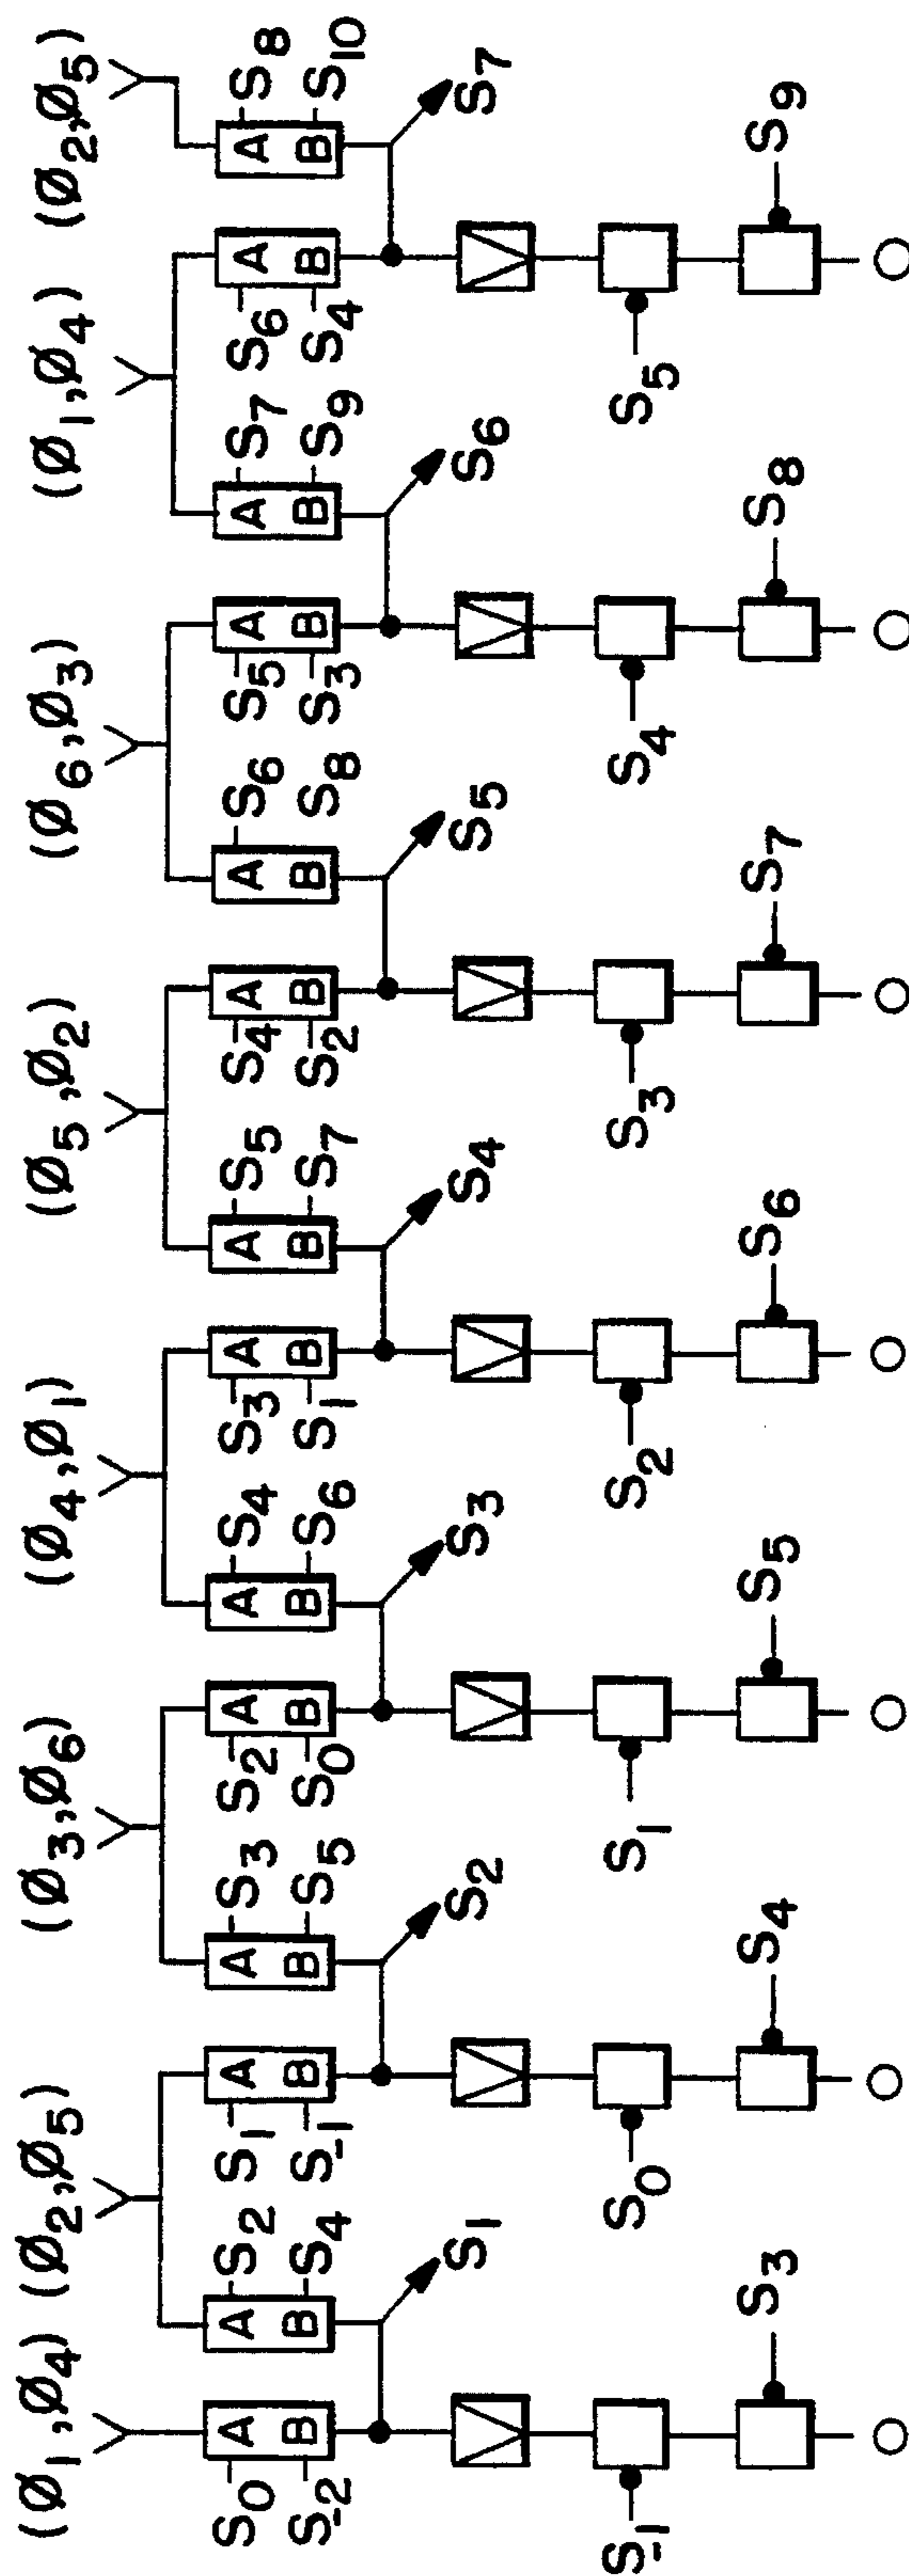 (Ø₁,Ø₄) (Ø₂,Ø₅) (Ø₃,Ø₆) (Ø₄,Ø₁) (Ø₅,Ø₂) (Ø₆,Ø₃) (Ø₁,Ø₄) (Ø₂,Ø₅)
S₀ A A S₂ S₁ A A S₃ S₂ A A S₄ S₃ A A S₅ S₄ A A S₆ S₅ A A S₇ S₆ A A S₈
S₋₂ B B S₄ S₋₁ B B S₅ S₀ B B S₆ S₁ B B S₇ S₂ B B S₈ S₃ B B S₉ S₄ B B S₁₀
S₁ S₂ S₃ S₄ S₅ S₆ S₇
S₋₁ S₀ S₁ S₂ S₃ S₄ S₅
S₃ S₄ S₅ S₆ S₇ S₈ S₉